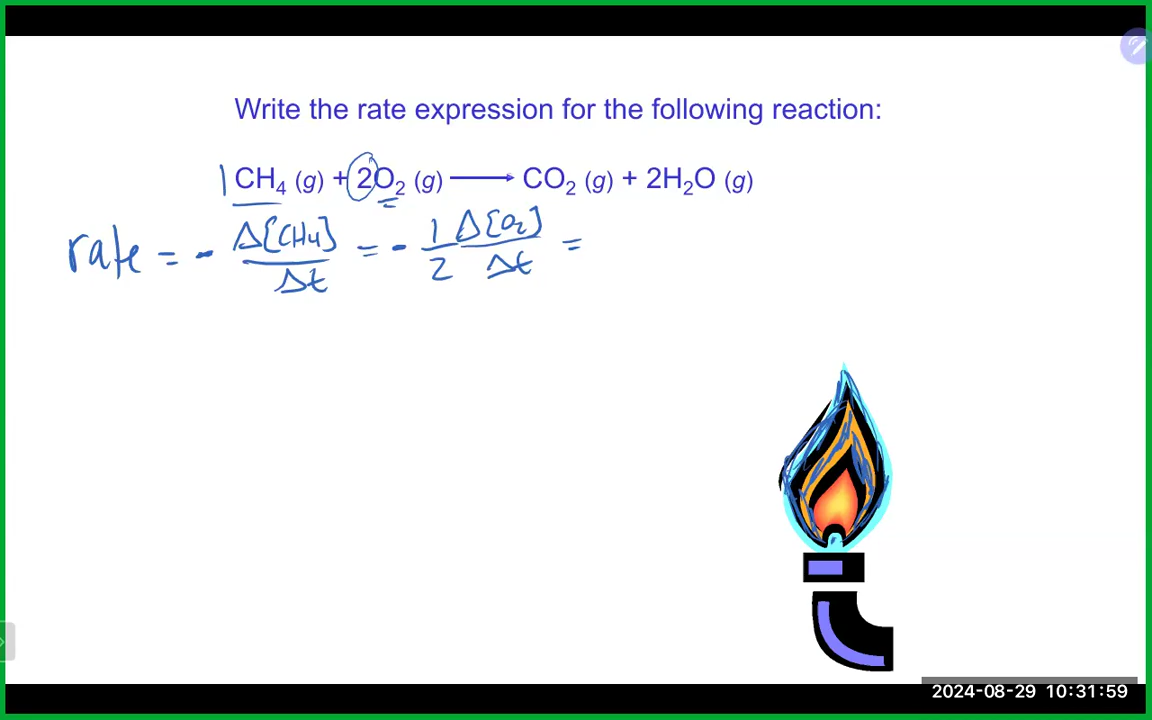 Write the rate expression for the following reaction:
1 CH₄ (g) + 2O₂ (g) ⟶ CO₂ (g) + 2H₂O (g)
rate = - Δ[CH₄]/Δt = - 1/2 Δ[O₂]/Δt =
2024-08-29 10:31:59